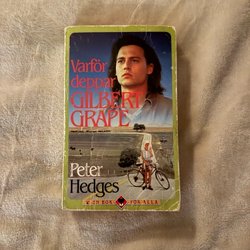 Varför
deppar
GILBERT
GRAPE
Peter
Hedges
EN BOK FÖR ALLA